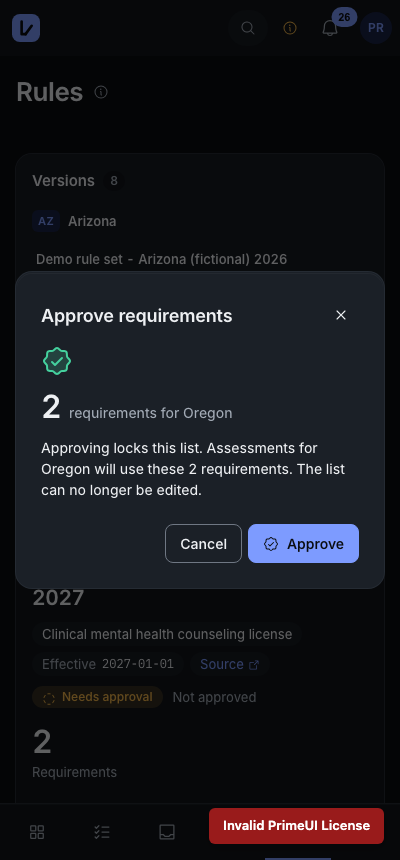 26
PR
Rules
Versions 8
AZ Arizona
Demo rule set - Arizona (fictional) 2026
Approve requirements
2 requirements for Oregon
Approving locks this list. Assessments for
Oregon will use these 2 requirements. The list
can no longer be edited.
Cancel Approve
2027
Clinical mental health counseling license
Effective 2027-01-01 Source
Needs approval Not approved
2
Requirements
Invalid PrimeUI License